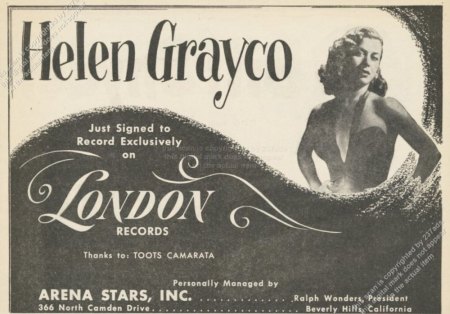 Helen Grayco
Just Signed to
Record Exclusively
on
LONDON
RECORDS
Thanks to: TOOTS CAMARATA
Personally Managed by
ARENA STARS, INC. . . . . . . . . . . . . . Ralph Wonders, President
366 North Camden Drive . . . . . . . . . . . . . . . Beverly Hills, California